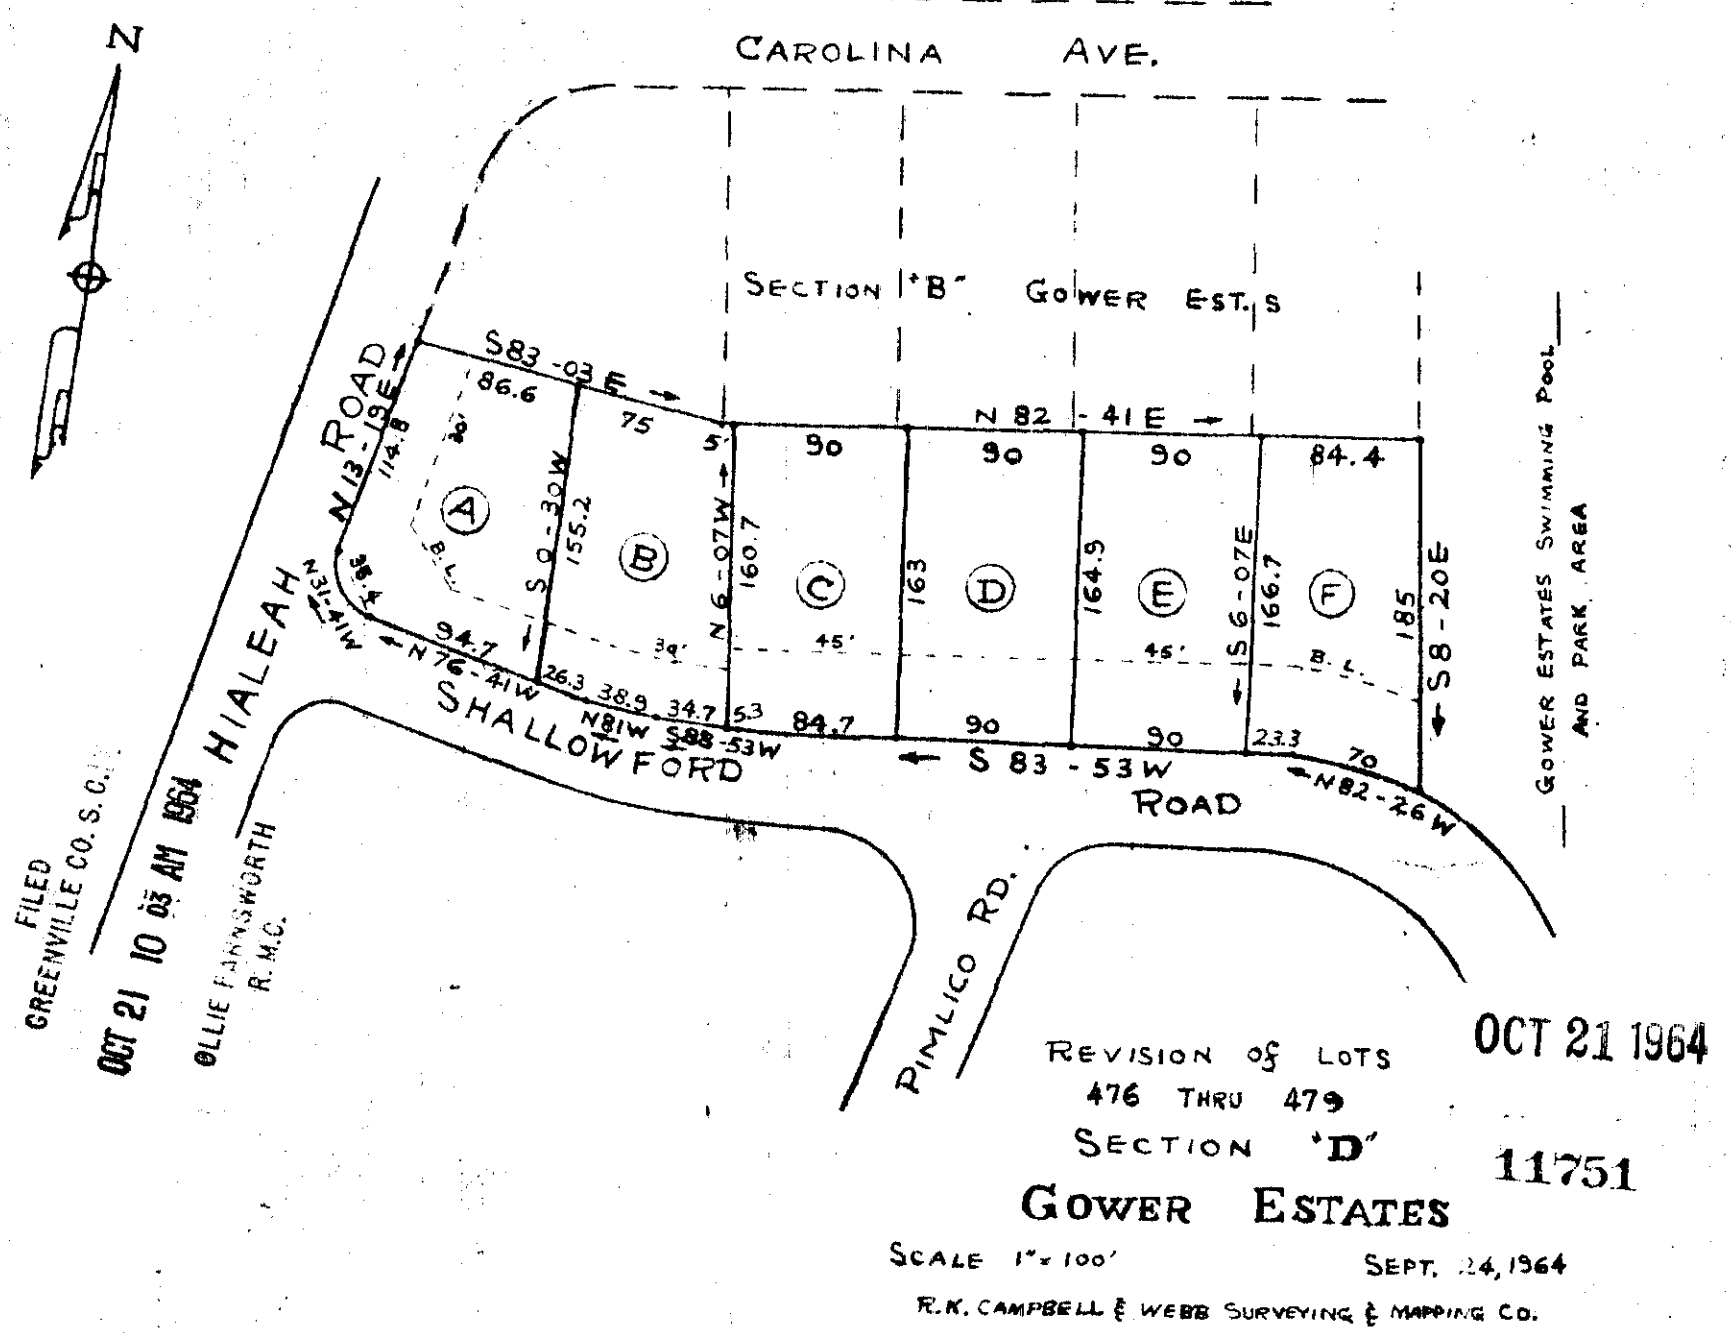 N
CAROLINA AVE.
SECTION "B" GOWER EST.S
HIALEAH ROAD
N 13-19 E
114.8
S83-03 E
86.6
75
5'
N 82-41 E
90
90
90
84.4
30'
A
B.L.
S 0-30W
155.2
B
N 6-07W
160.7
C
163
D
164.9
E
S 6-07E
166.7
F
185
S 8-20E
N31-41W
94.7
N 76-41W
26.3
38.9
34.7
5.3
N81W
S88-53W
84.7
90
90
23.3
70
S 83-53W
N82-26W
45'
45'
B. L.
SHALLOWFORD ROAD
PIMLICO RD.
GOWER ESTATES SWIMMING POOL
AND PARK AREA
FILED
GREENVILLE CO. S. C.
OCT 21 10 03 AM 1964
OLLIE FARNSWORTH
R.M.C.
OCT 21 1964
REVISION of LOTS
476 THRU 479
SECTION "D"
11751
GOWER ESTATES
SCALE 1"= 100'
SEPT. 24, 1964
R.K. CAMPBELL & WEBB SURVEYING & MAPPING CO.